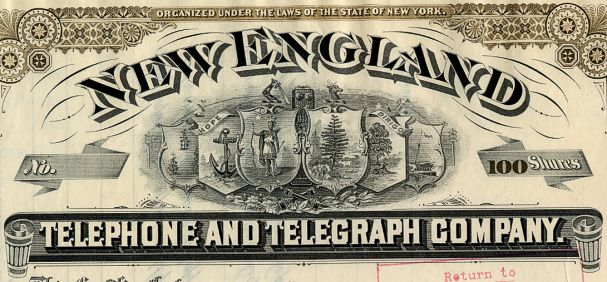 ORGANIZED UNDER THE LAWS OF THE STATE OF NEW YORK.
NEW ENGLAND
HOPE
DIRIGO
No.
100 Shares
TELEPHONE AND TELEGRAPH COMPANY.
Return to